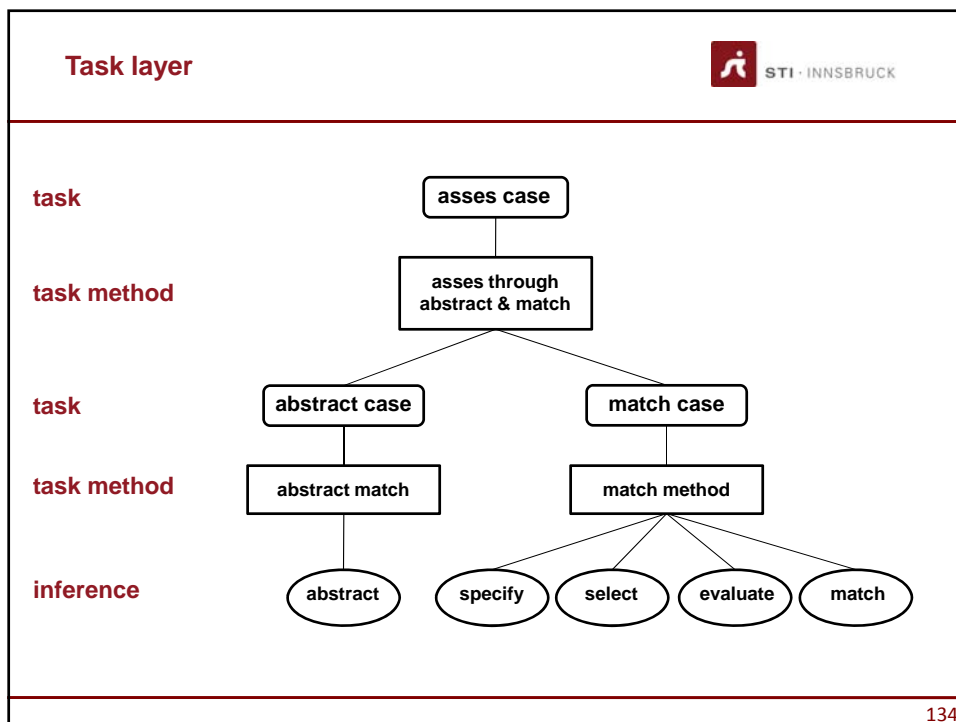 Task layer
STI · INNSBRUCK
task
asses case
task method
asses through
abstract & match
task
abstract case
match case
task method
abstract match
match method
inference
abstract
specify
select
evaluate
match
134